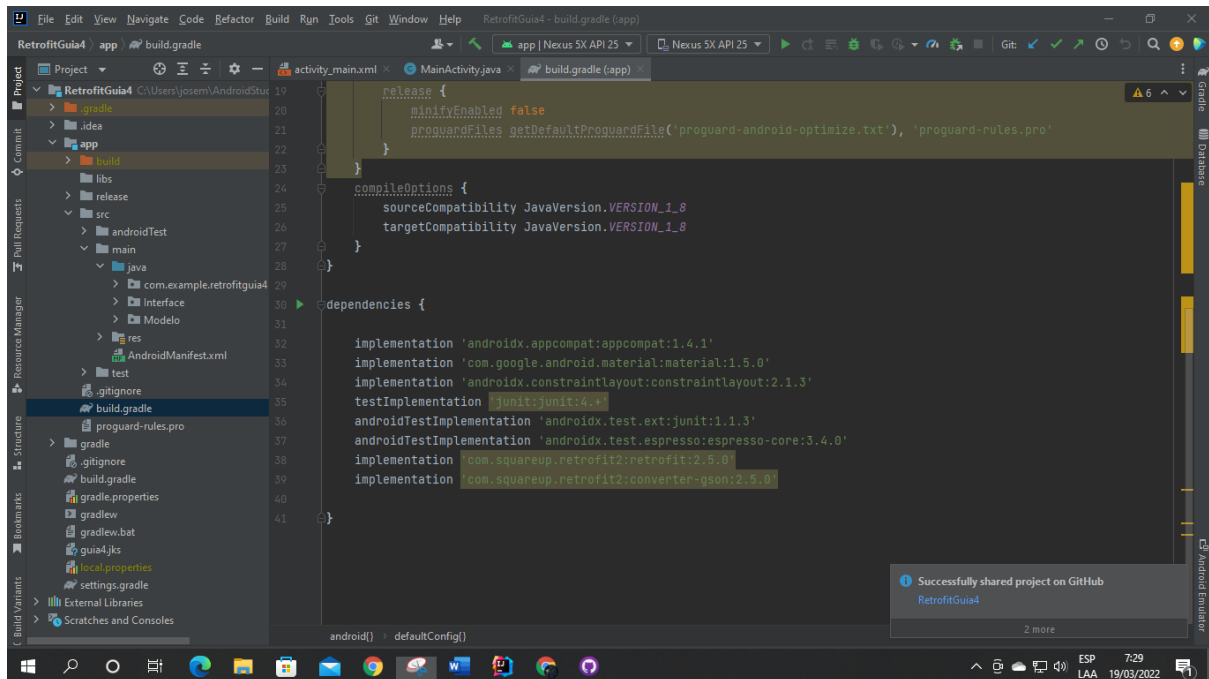 File Edit View Navigate Code Refactor Build Run Tools Git Window Help RetrofitGuia4 - build.gradle (:app)
RetrofitGuia4 app build.gradle
app | Nexus 5X API 25
Nexus 5X API 25
Git:
Project
activity_main.xml
MainActivity.java
build.gradle (:app)
RetrofitGuia4 C:\Users\josem\AndroidStuc
.gradle
.idea
app
build
libs
release
src
androidTest
main
java
com.example.retrofitguia4
Interface
Modelo
res
AndroidManifest.xml
test
.gitignore
build.gradle
proguard-rules.pro
gradle
.gitignore
build.gradle
gradle.properties
gradlew
gradlew.bat
guia4.jks
local.properties
settings.gradle
External Libraries
Scratches and Consoles
Project
Commit
Pull Requests
Resource Manager
Structure
Bookmarks
Build Variants
19 release {
20 minifyEnabled false
21 proguardFiles getDefaultProguardFile('proguard-android-optimize.txt'), 'proguard-rules.pro'
22 }
23 }
24 compileOptions {
25 sourceCompatibility JavaVersion.VERSION_1_8
26 targetCompatibility JavaVersion.VERSION_1_8
27 }
28 }
29
30 dependencies {
31
32 implementation 'androidx.appcompat:appcompat:1.4.1'
33 implementation 'com.google.android.material:material:1.5.0'
34 implementation 'androidx.constraintlayout:constraintlayout:2.1.3'
35 testImplementation 'junit:junit:4.+'
36 androidTestImplementation 'androidx.test.ext:junit:1.1.3'
37 androidTestImplementation 'androidx.test.espresso:espresso-core:3.4.0'
38 implementation 'com.squareup.retrofit2:retrofit:2.5.0'
39 implementation 'com.squareup.retrofit2:converter-gson:2.5.0'
40
41 }
6
Gradle
Database
Android Emulator
Successfully shared project on GitHub
RetrofitGuia4
2 more
android{} defaultConfig{}
ESP
LAA
7:29
19/03/2022
1